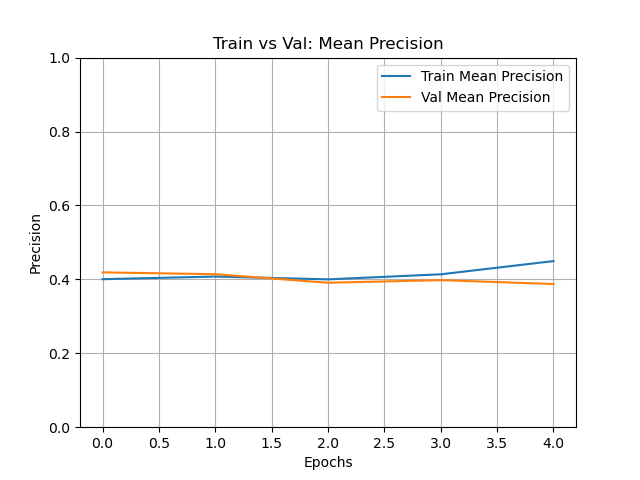 Train vs Val: Mean Precision
Train Mean Precision
Val Mean Precision
1.0
0.8
0.6
0.4
0.2
0.0
Precision
0.0 0.5 1.0 1.5 2.0 2.5 3.0 3.5 4.0
Epochs